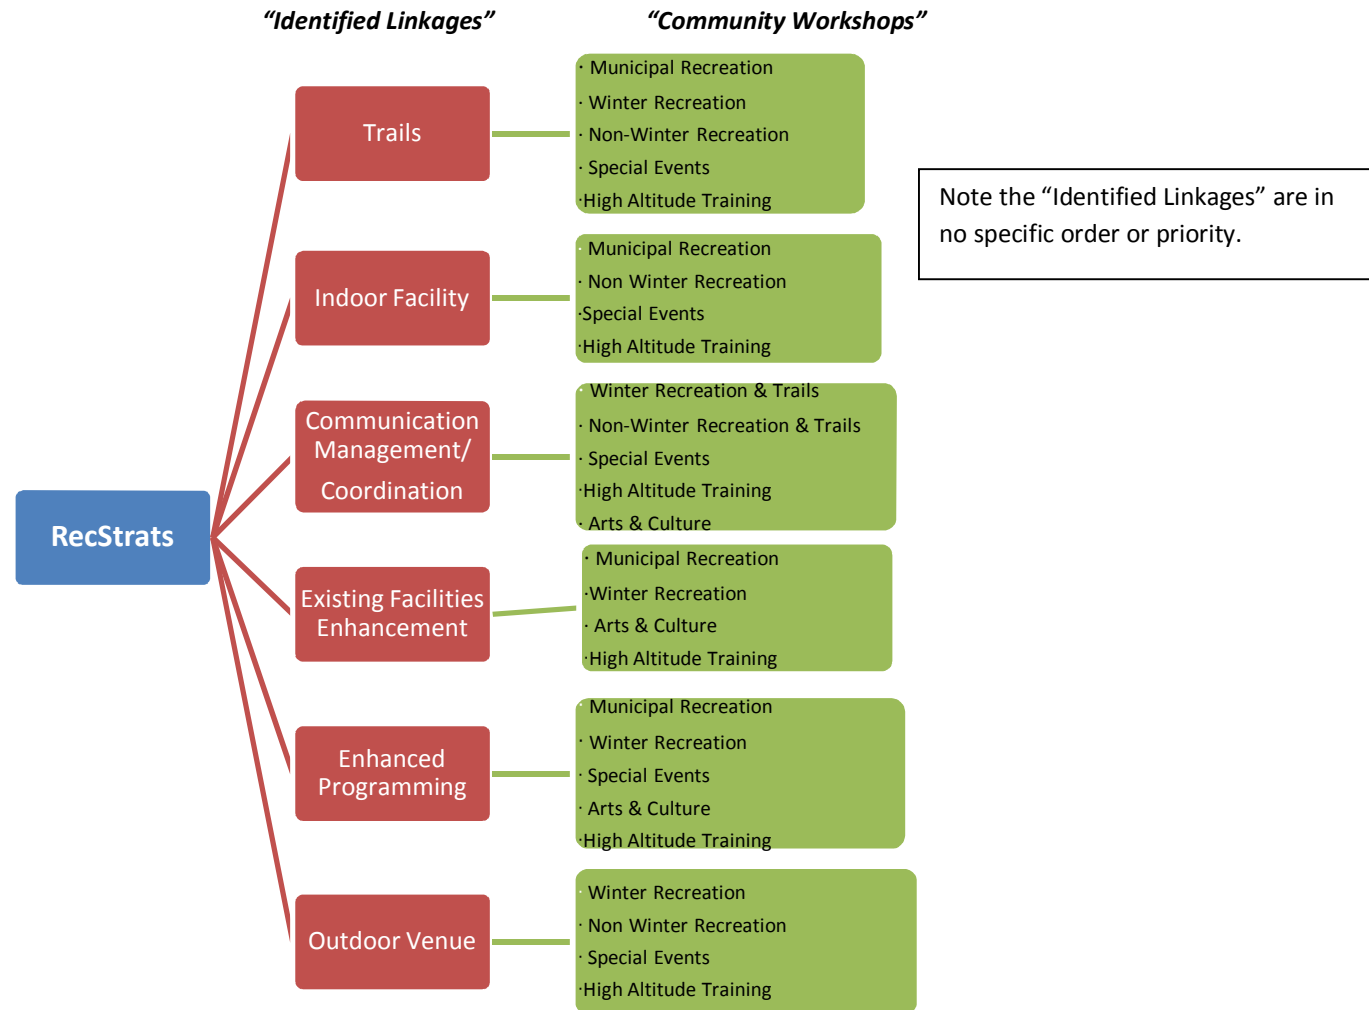 “Identified Linkages”
“Community Workshops”
RecStrats
Trails
· Municipal Recreation
· Winter Recreation
· Non-Winter Recreation
· Special Events
·High Altitude Training
Indoor Facility
· Municipal Recreation
· Non Winter Recreation
·Special Events
·High Altitude Training
Communication
Management/
Coordination
· Winter Recreation & Trails
· Non-Winter Recreation & Trails
· Special Events
·High Altitude Training
· Arts & Culture
Existing Facilities
Enhancement
· Municipal Recreation
·Winter Recreation
· Arts & Culture
·High Altitude Training
Enhanced
Programming
· Municipal Recreation
· Winter Recreation
· Special Events
· Arts & Culture
·High Altitude Training
Outdoor Venue
· Winter Recreation
· Non Winter Recreation
· Special Events
·High Altitude Training
Note the “Identified Linkages” are in
no specific order or priority.